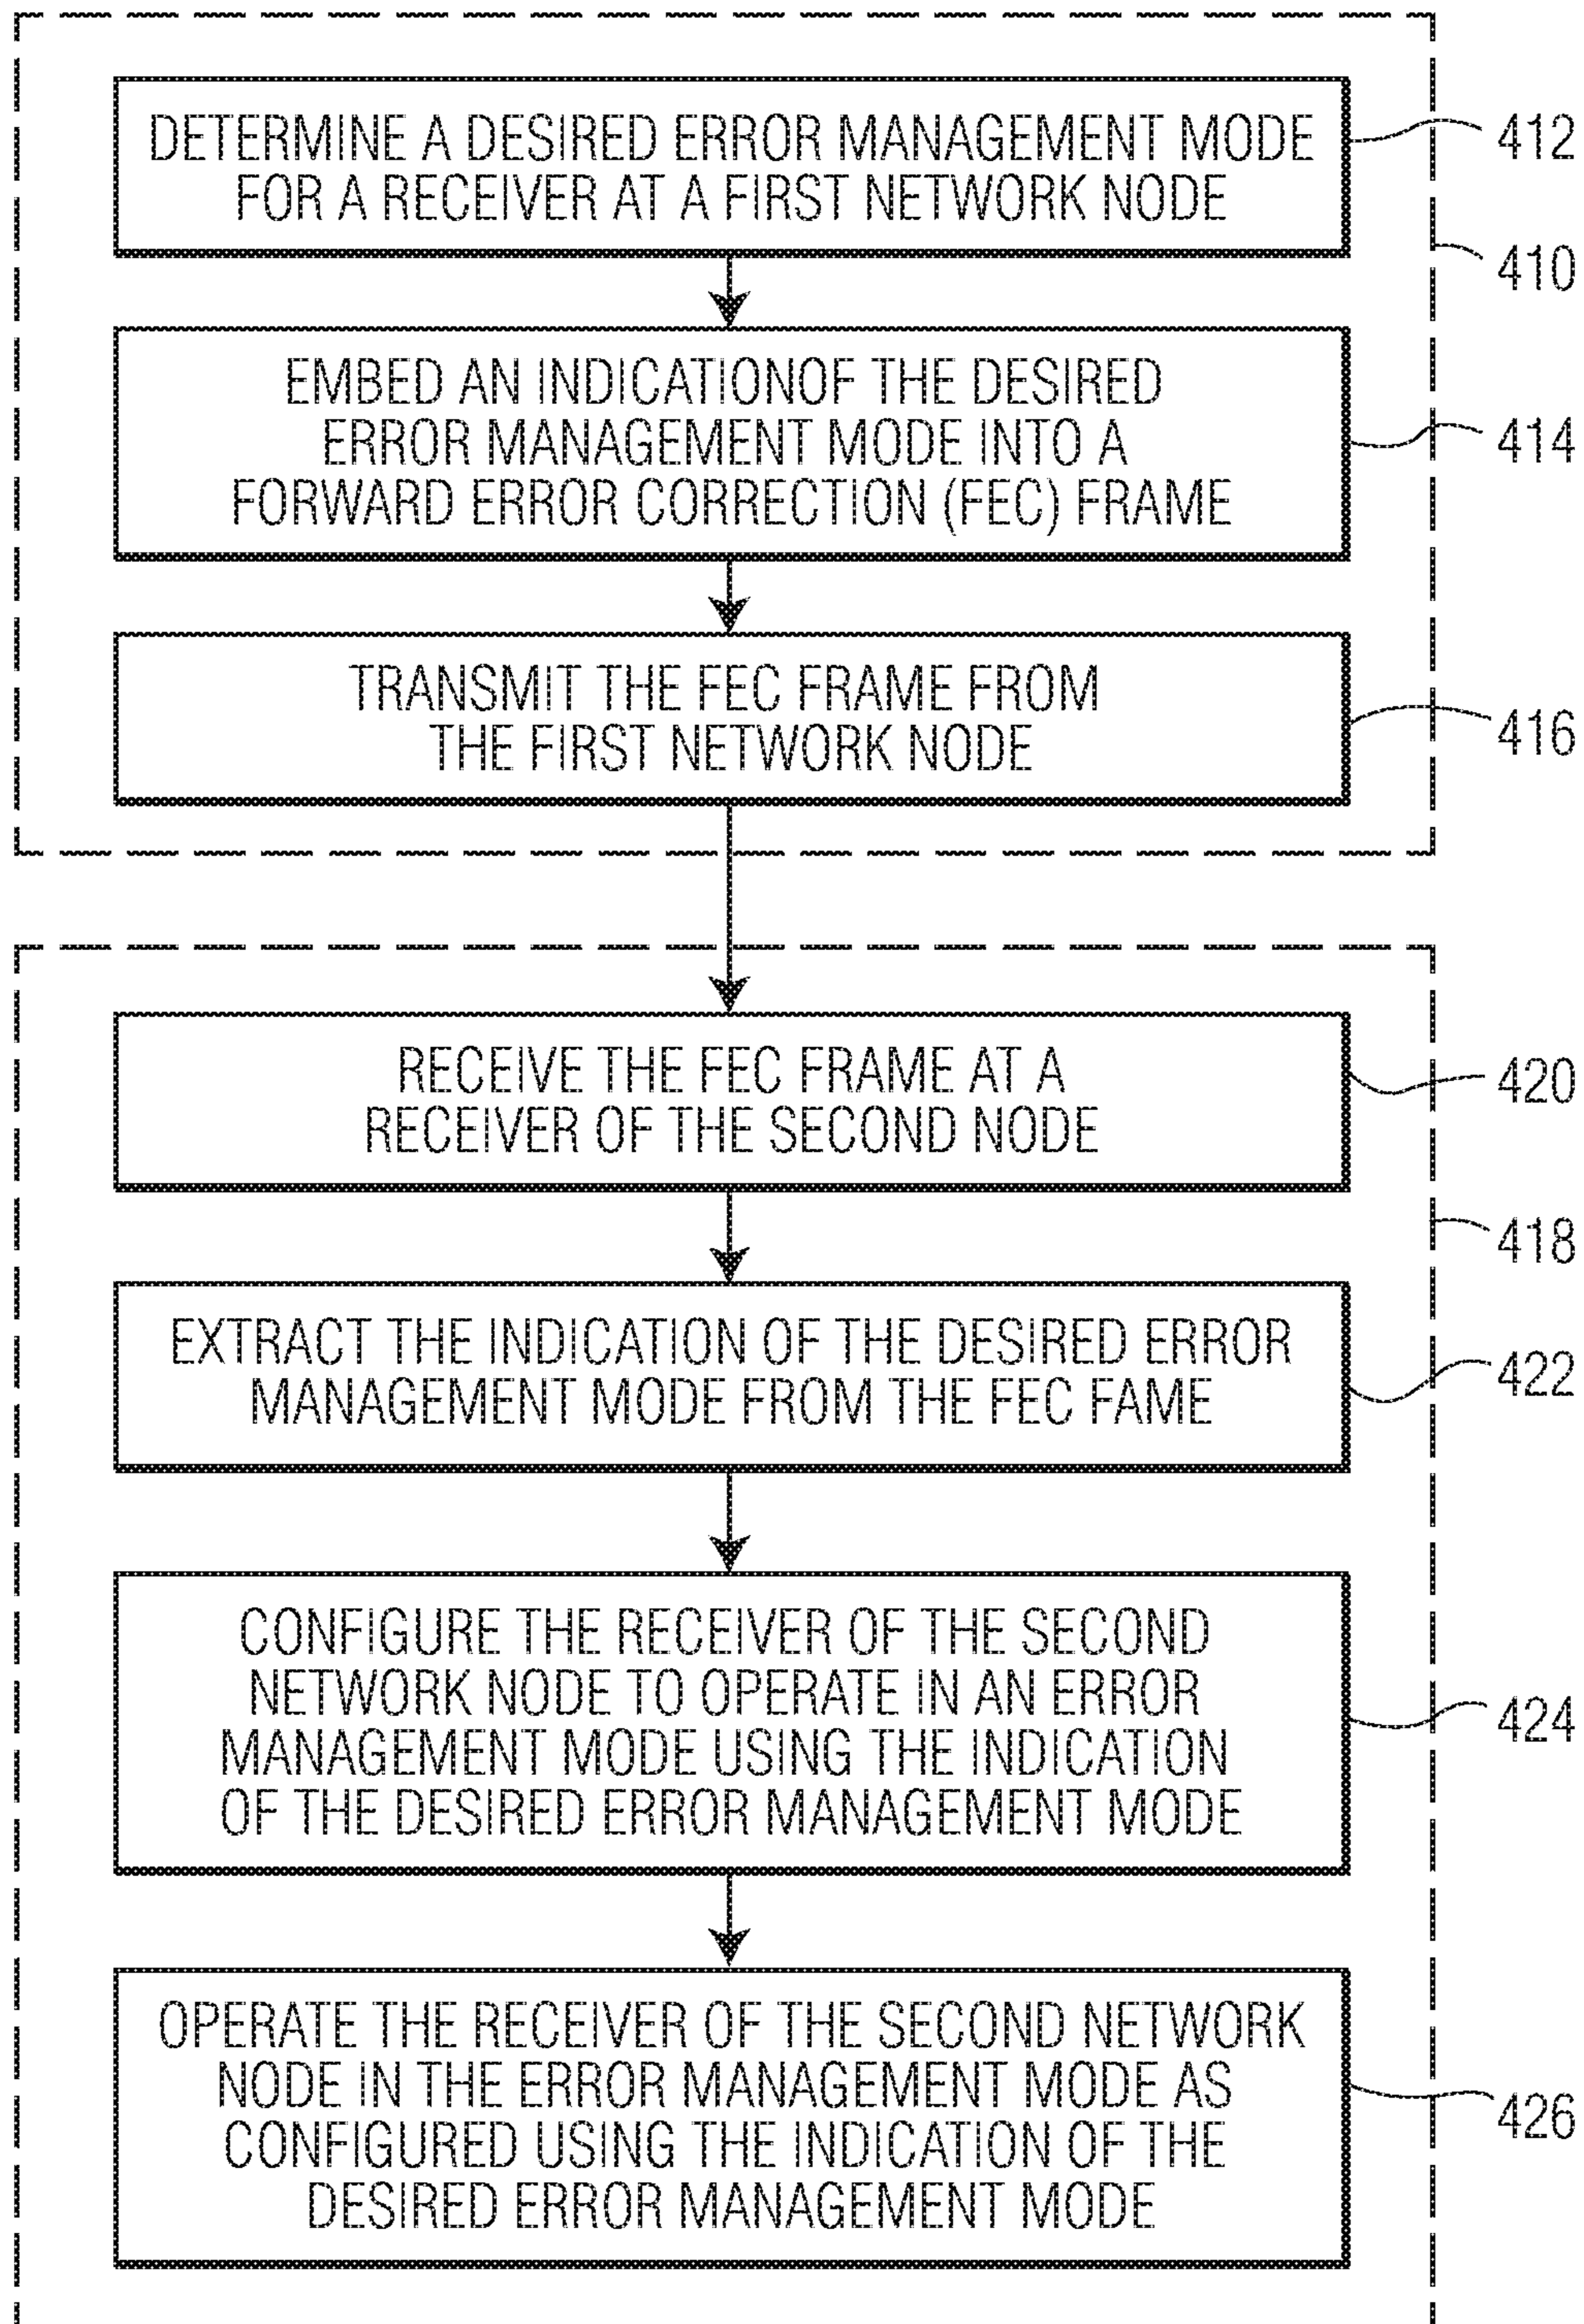 DETERMINE A DESIRED ERROR MANAGEMENT MODE
FOR A RECEIVER AT A FIRST NETWORK NODE
412
410
EMBED AN INDICATIONOF THE DESIRED
ERROR MANAGEMENT MODE INTO A
FORWARD ERROR CORRECTION (FEC) FRAME
414
TRANSMIT THE FEC FRAME FROM
THE FIRST NETWORK NODE
416
RECEIVE THE FEC FRAME AT A
RECEIVER OF THE SECOND NODE
420
418
EXTRACT THE INDICATION OF THE DESIRED ERROR
MANAGEMENT MODE FROM THE FEC FAME
422
CONFIGURE THE RECEIVER OF THE SECOND
NETWORK NODE TO OPERATE IN AN ERROR
MANAGEMENT MODE USING THE INDICATION
OF THE DESIRED ERROR MANAGEMENT MODE
424
OPERATE THE RECEIVER OF THE SECOND NETWORK
NODE IN THE ERROR MANAGEMENT MODE AS
CONFIGURED USING THE INDICATION OF THE
DESIRED ERROR MANAGEMENT MODE
426